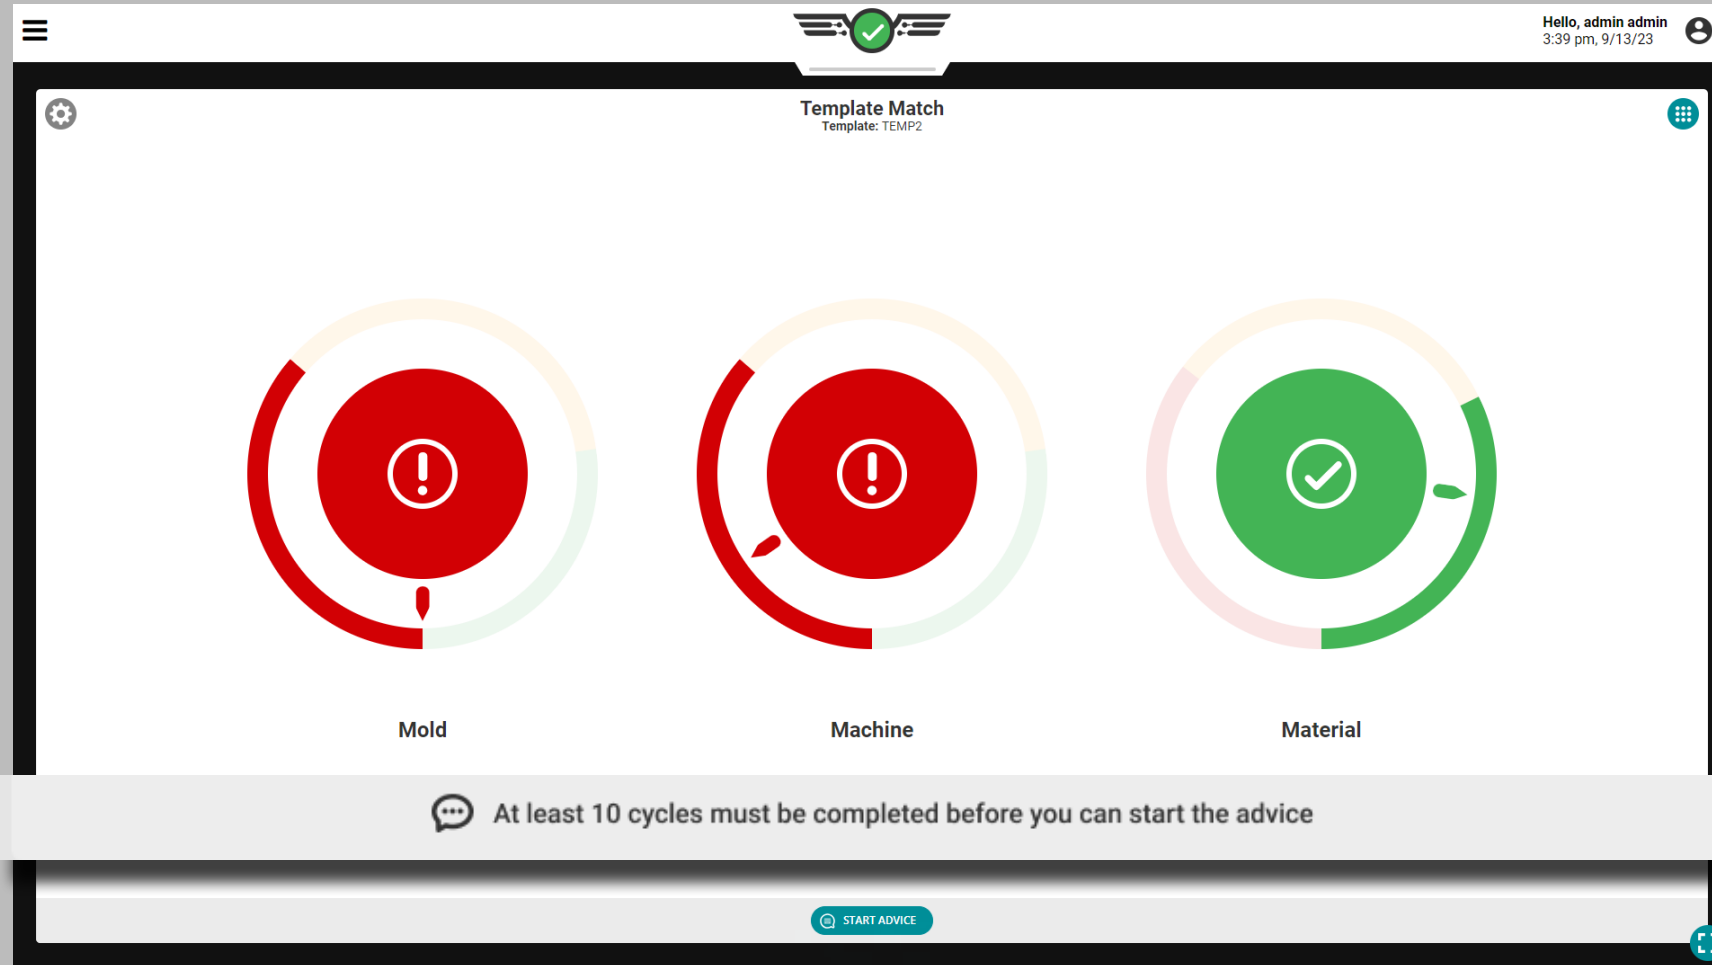 Hello, admin admin
3:39 pm, 9/13/23
Template Match
Template: TEMP2
Mold
Machine
Material
At least 10 cycles must be completed before you can start the advice
START ADVICE